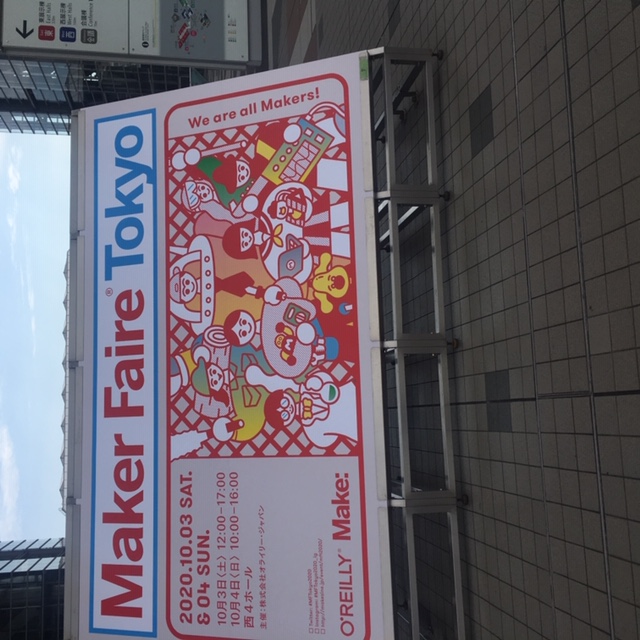 Maker Faire® Tokyo
We are all Makers!
2020.10.03 SAT.
& 04 SUN.
10月3日(土) 12:00–17:00
10月4日(日) 10:00–16:00
西4ホール
主催:株式会社オライリー・ジャパン
O'REILLY® Make: